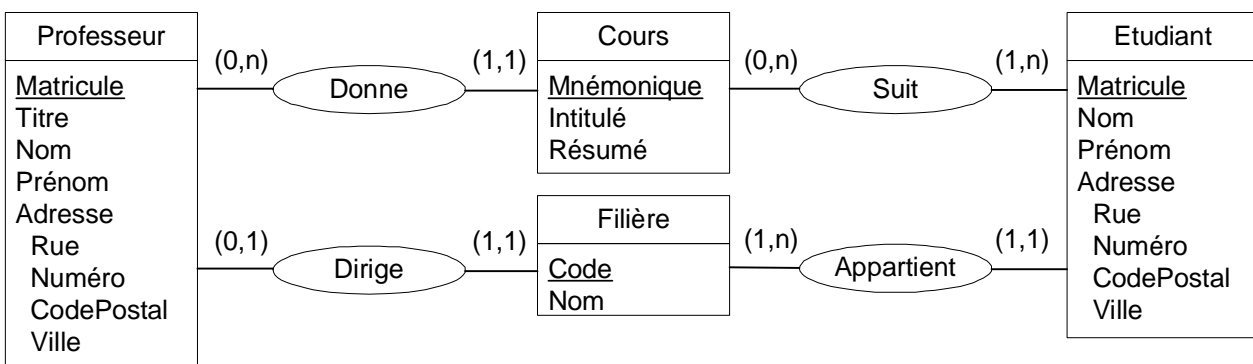 Professeur
Matricule
Titre
Nom
Prénom
Adresse
Rue
Numéro
CodePostal
Ville
(0,n)
Donne
(1,1)
Cours
Mnémonique
Intitulé
Résumé
(0,n)
Suit
(1,n)
Etudiant
Matricule
Nom
Prénom
Adresse
Rue
Numéro
CodePostal
Ville
(0,1)
Dirige
(1,1)
Filière
Code
Nom
(1,n)
Appartient
(1,1)